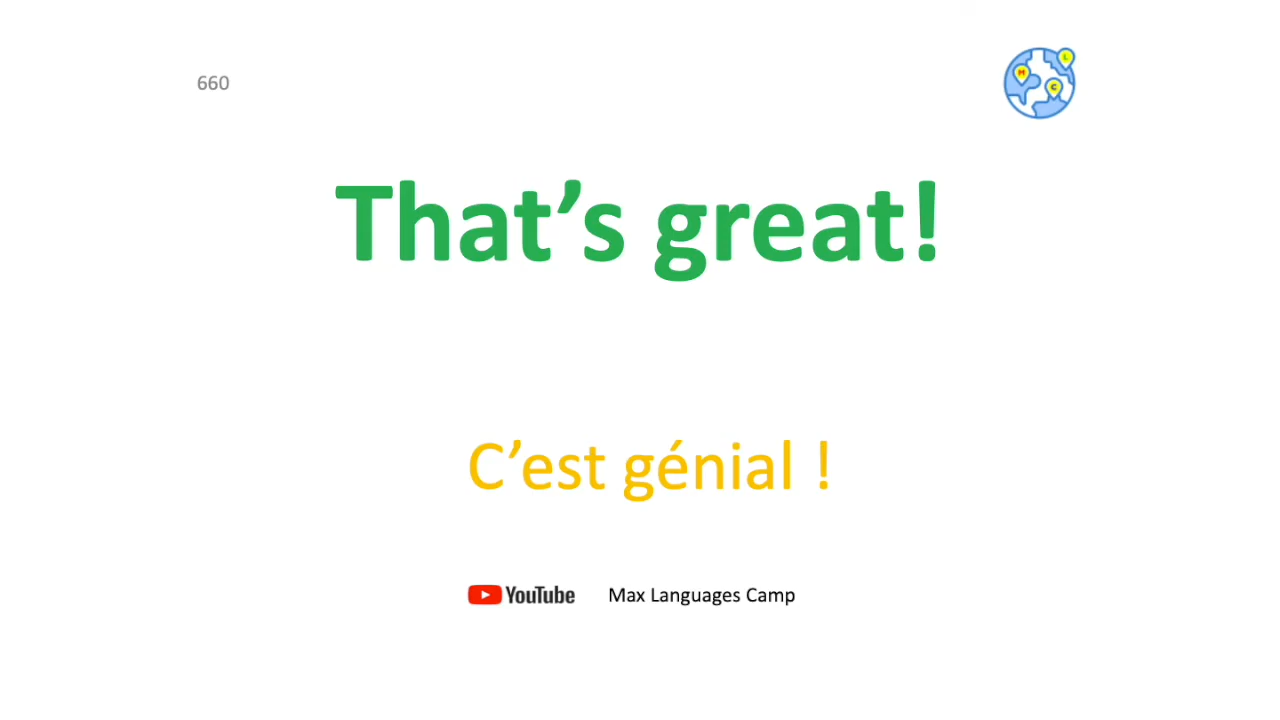 660
L
M
C
That’s great!
C’est génial !
YouTube Max Languages Camp